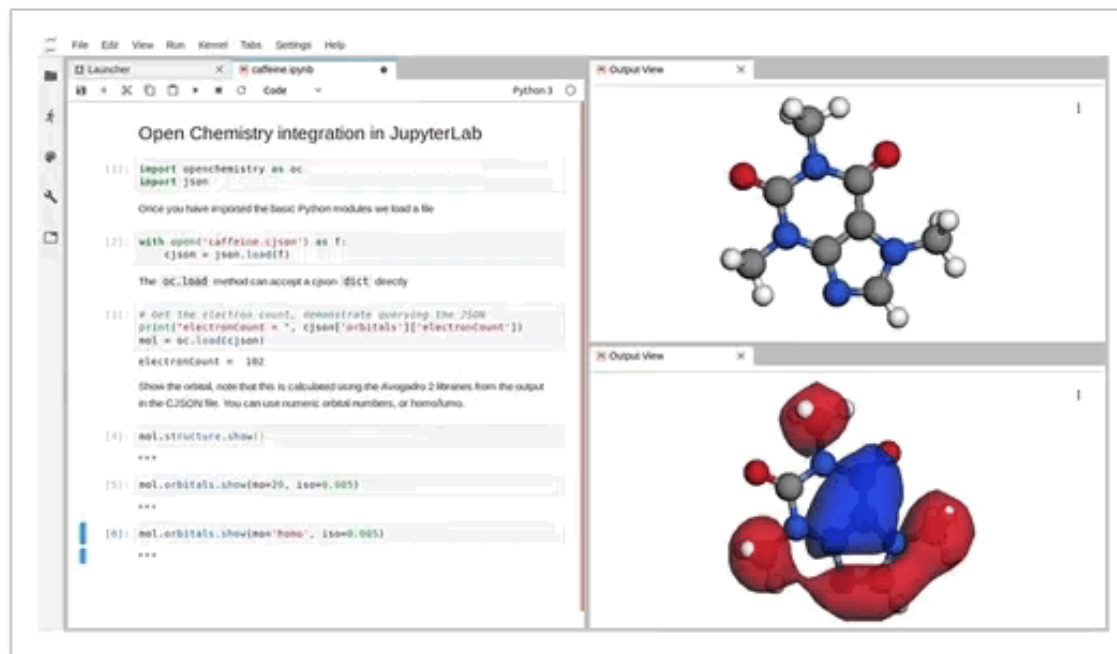 File Edit View Run Kernel Tabs Settings Help
Launcher
caffeine.ipynb
Code
Python 3
Open Chemistry integration in JupyterLab
[1]: import openchemistry as oc
import json
Once you have imported the basic Python modules we load a file
[2]: with open('caffeine.cjson') as f:
cjson = json.load(f)
The oc.load method can accept a cjson dict directly
[3]: # Get the electron count, demonstrate querying the JSON
print("electronCount = ", cjson['orbitals']['electronCount'])
mol = oc.load(cjson)
electronCount = 102
Show the orbital, note that this is calculated using the Avogadro 2 libraries from the output
in the CJSON file. You can use numeric orbital numbers, or homo/lumo.
[4]: mol.structure.show()
[5]: mol.orbitals.show(mo=20, iso=0.005)
[6]: mol.orbitals.show(mo='homo', iso=0.005)
Output View
Output View